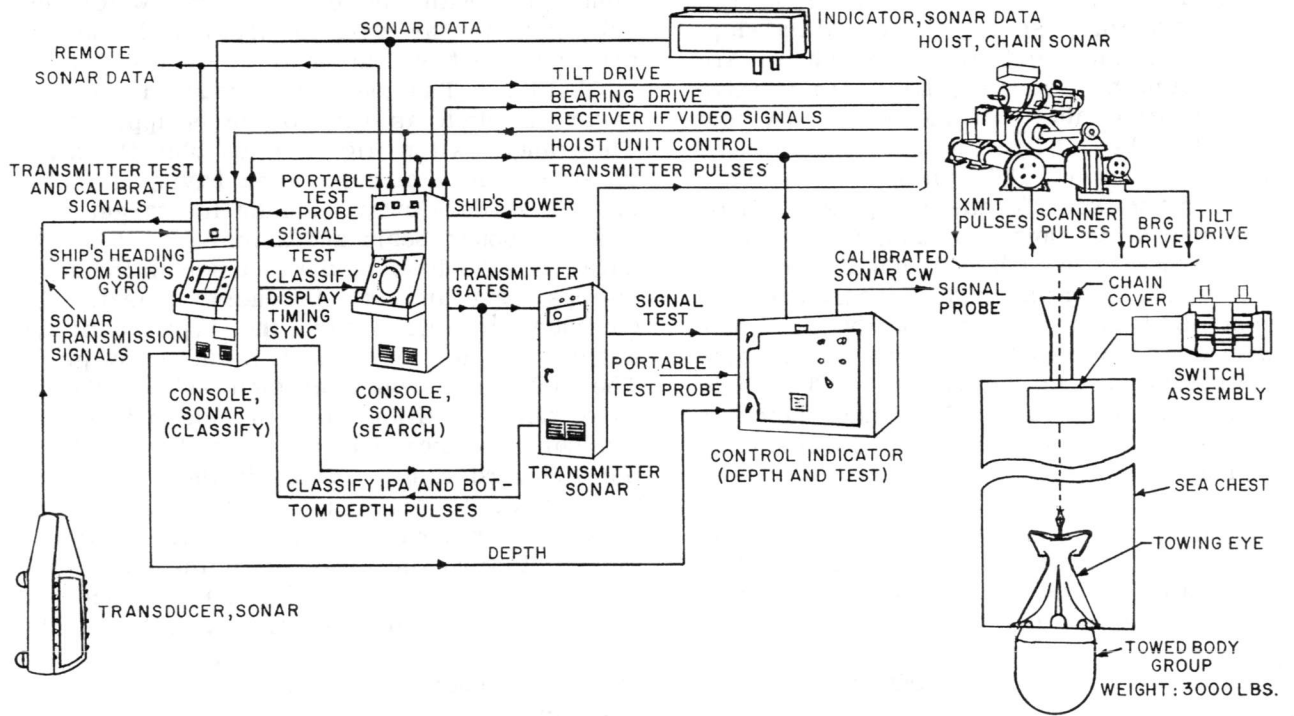 SONAR DATA
INDICATOR, SONAR DATA
HOIST, CHAIN SONAR
REMOTE
SONAR DATA
TILT DRIVE
BEARING DRIVE
RECEIVER IF VIDEO SIGNALS
HOIST UNIT CONTROL
TRANSMITTER PULSES
TRANSMITTER TEST
AND CALIBRATE
SIGNALS
PORTABLE
TEST
PROBE
SHIP'S POWER
SIGNAL
TEST
SHIP'S HEADING
FROM SHIP'S
GYRO
CLASSIFY
DISPLAY
TIMING
SYNC
TRANSMITTER
GATES
SONAR
TRANSMISSION
SIGNALS
XMIT
PULSES
SCANNER
PULSES
BRG
DRIVE
TILT
DRIVE
CALIBRATED
SONAR CW
SIGNAL
PROBE
CHAIN
COVER
SIGNAL
TEST
PORTABLE
TEST PROBE
SWITCH
ASSEMBLY
CONSOLE,
SONAR
(CLASSIFY)
CONSOLE,
SONAR
(SEARCH)
TRANSMITTER
SONAR
CONTROL INDICATOR
(DEPTH AND TEST)
CLASSIFY IPA AND BOT-
TOM DEPTH PULSES
SEA CHEST
DEPTH
TOWING EYE
TRANSDUCER, SONAR
TOWED BODY
GROUP
WEIGHT: 3000 LBS.